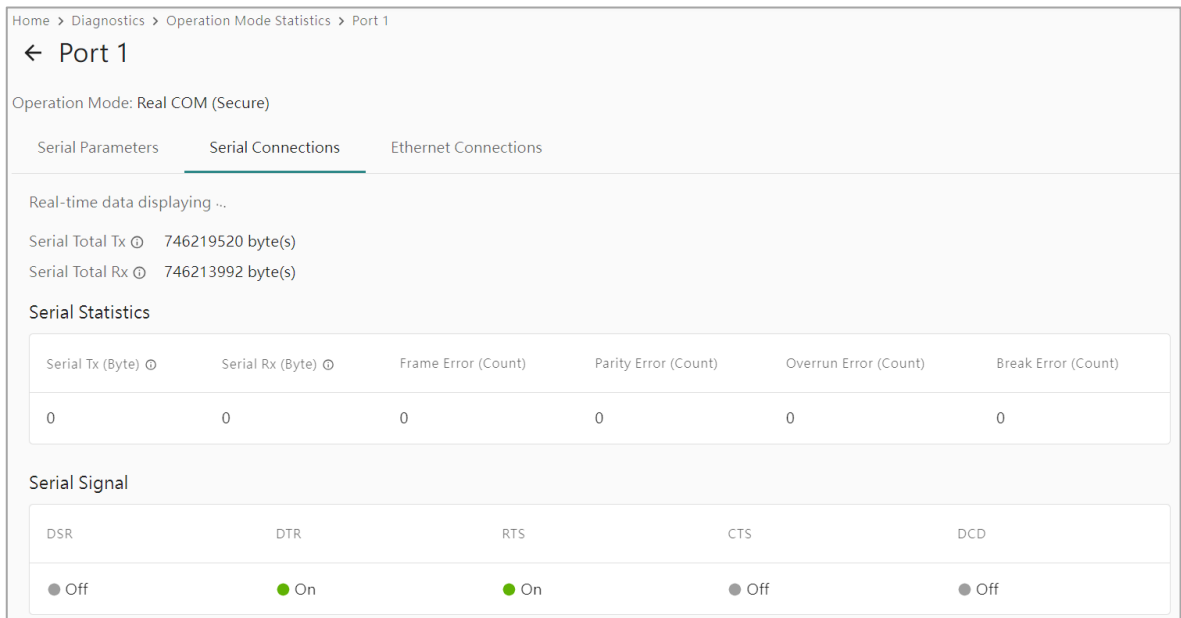 Home > Diagnostics > Operation Mode Statistics > Port 1
← Port 1
Operation Mode: Real COM (Secure)
Serial Parameters Serial Connections Ethernet Connections
Real-time data displaying ...
Serial Total Tx 746219520 byte(s)
Serial Total Rx 746213992 byte(s)
Serial Statistics
Serial Tx (Byte) Serial Rx (Byte) Frame Error (Count) Parity Error (Count) Overrun Error (Count) Break Error (Count)
0 0 0 0 0 0
Serial Signal
DSR DTR RTS CTS DCD
Off On On Off Off